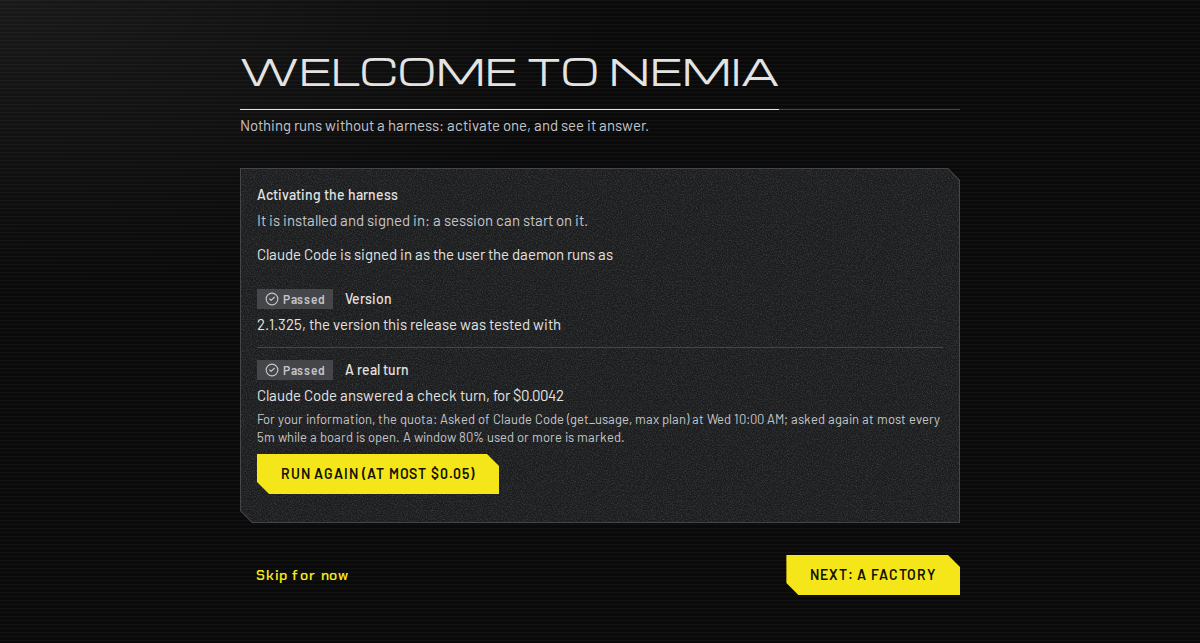 WELCOME TO NEMIA
Nothing runs without a harness: activate one, and see it answer.
Activating the harness
It is installed and signed in: a session can start on it.
Claude Code is signed in as the user the daemon runs as
Passed Version
2.1.325, the version this release was tested with
Passed A real turn
Claude Code answered a check turn, for $0.0042
For your information, the quota: Asked of Claude Code (get_usage, max plan) at Wed 10:00 AM; asked again at most every
5m while a board is open. A window 80% used or more is marked.
RUN AGAIN (AT MOST $0.05)
Skip for now
NEXT: A FACTORY